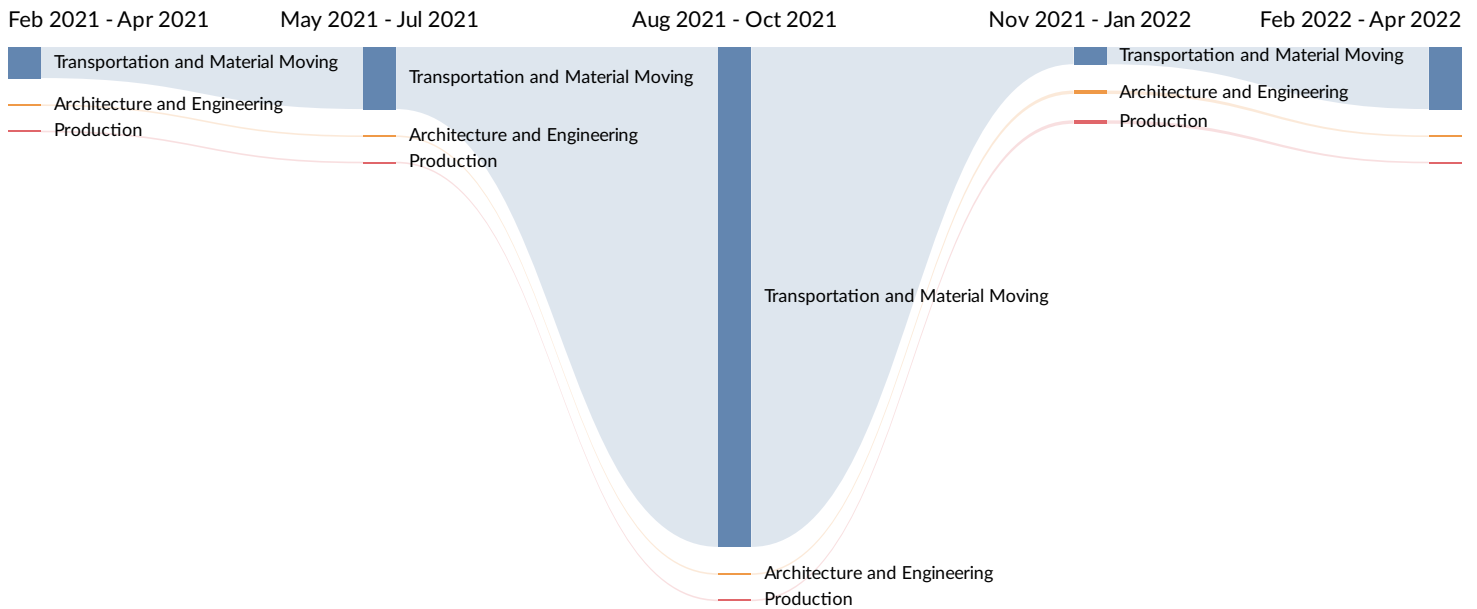 Feb 2021 - Apr 2021
May 2021 - Jul 2021
Aug 2021 - Oct 2021
Nov 2021 - Jan 2022
Feb 2022 - Apr 2022
Transportation and Material Moving
Architecture and Engineering
Production
Transportation and Material Moving
Architecture and Engineering
Production
Transportation and Material Moving
Architecture and Engineering
Production
Transportation and Material Moving
Architecture and Engineering
Production